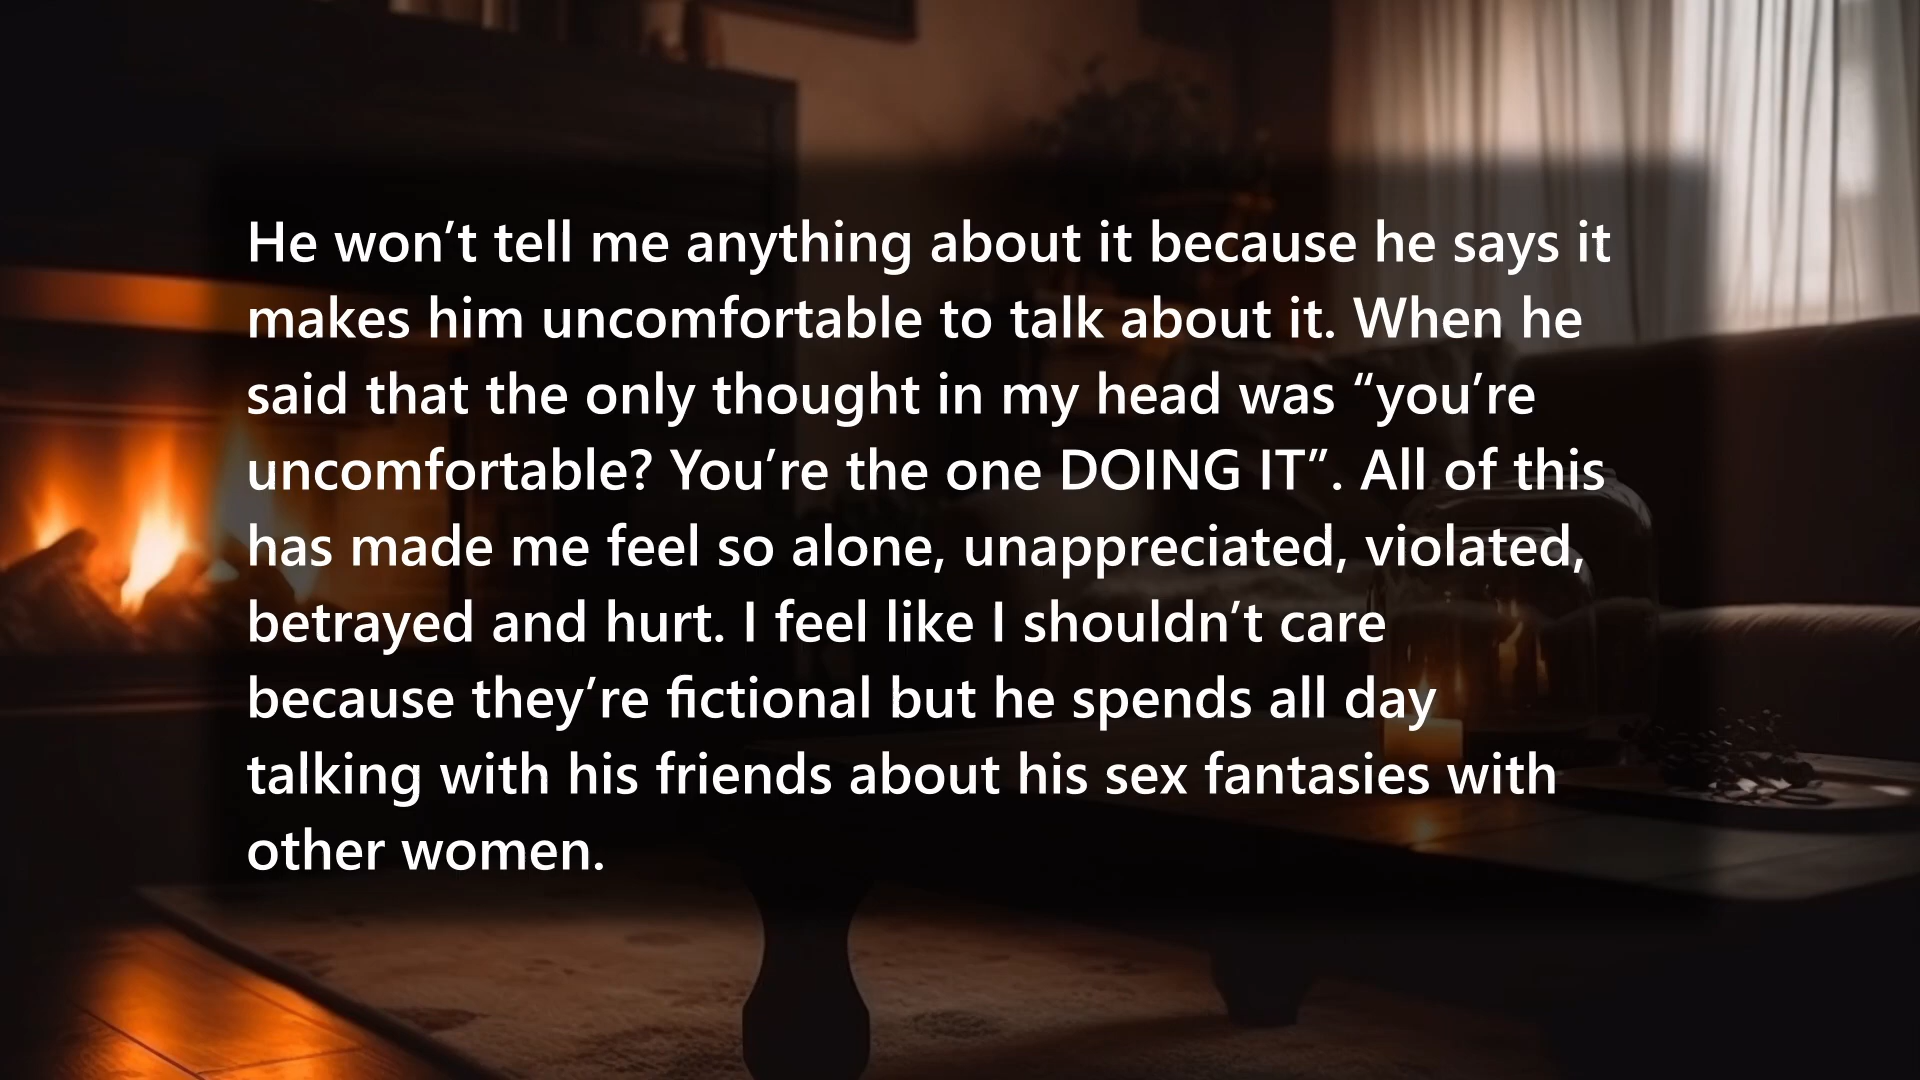 He won’t tell me anything about it because he says it
makes him uncomfortable to talk about it. When he
said that the only thought in my head was “you’re
uncomfortable? You’re the one DOING IT”. All of this
has made me feel so alone, unappreciated, violated,
betrayed and hurt. I feel like I shouldn’t care
because they’re fictional but he spends all day
talking with his friends about his sex fantasies with
other women.